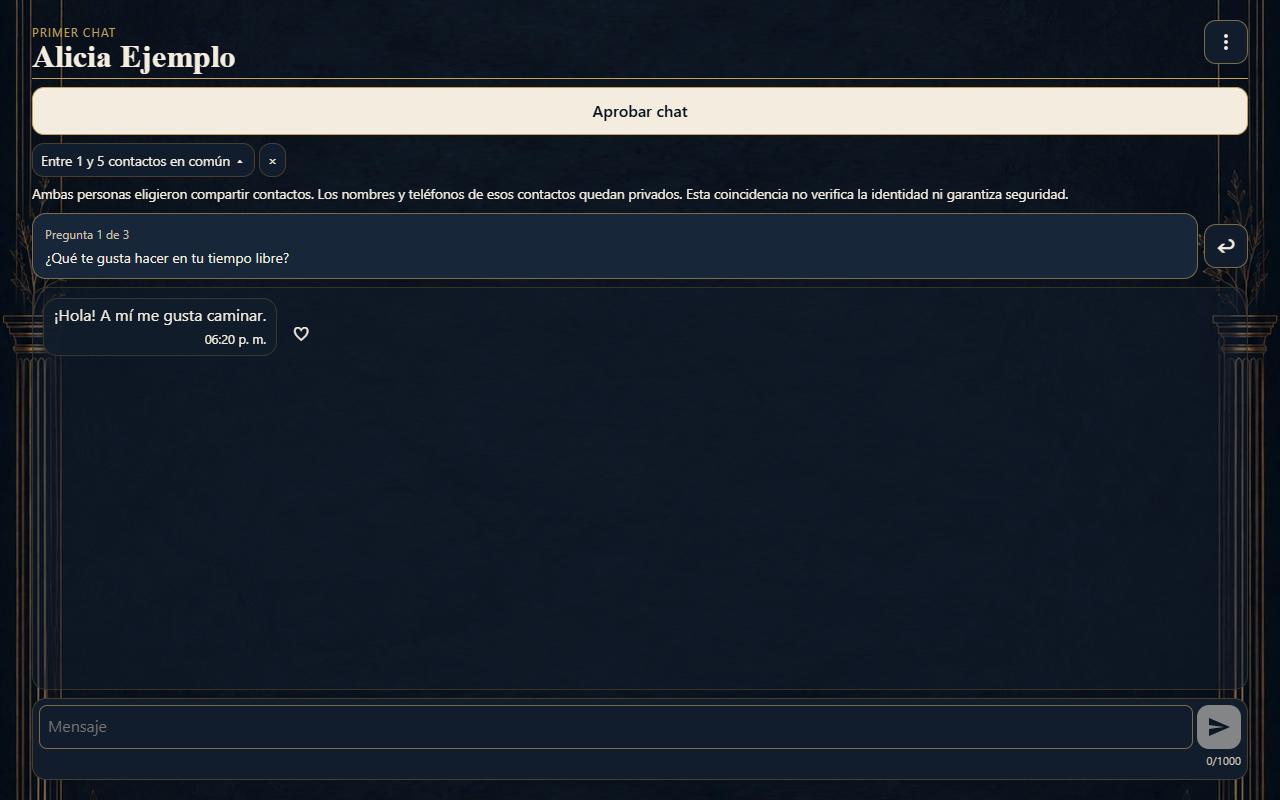 PRIMER CHAT
Alicia Ejemplo
Aprobar chat
Entre 1 y 5 contactos en común ▴ ×
Ambas personas eligieron compartir contactos. Los nombres y teléfonos de esos contactos quedan privados. Esta coincidencia no verifica la identidad ni garantiza seguridad.
Pregunta 1 de 3
¿Qué te gusta hacer en tu tiempo libre?
¡Hola! A mí me gusta caminar.
06:20 p. m.
Mensaje
0/1000